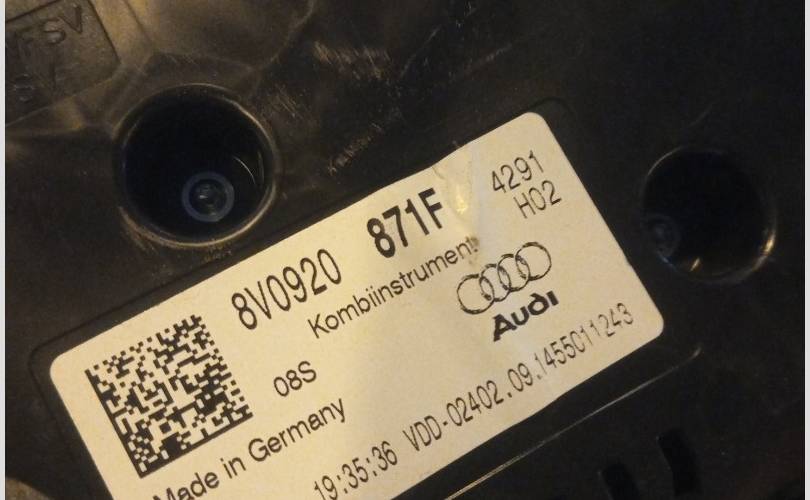 8V0920 871F 4291
H02
Kombiinstrument
Audi
08S
Made in Germany
19:35:36 VDD-02402.09.1455011243